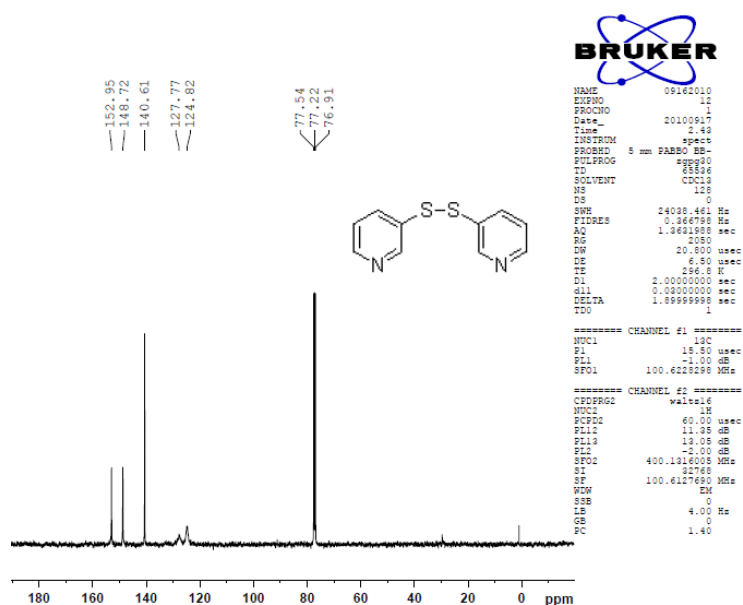 152.95
148.72
140.61
127.77
124.82
77.54
77.22
76.91
BRUKER
NAME 09162010
EXPNO 12
PROCNO 1
Date_ 20100917
Time 2.43
INSTRUM spect
PROBHD 5 mm PABBO BB-
PULPROG zgpg30
TD 65536
SOLVENT CDCl3
NS 128
DS 0
SWH 24038.461 Hz
FIDRES 0.366798 Hz
AQ 1.3631988 sec
RG 2050
DW 20.800 usec
DE 6.50 usec
TE 296.8 K
D1 2.00000000 sec
d11 0.03000000 sec
DELTA 1.89999998 sec
TD0 1
======== CHANNEL f1 ========
NUC1 13C
P1 15.50 usec
PL1 -1.00 dB
SFO1 100.6228298 MHz
======== CHANNEL f2 ========
CPDPRG2 waltz16
NUC2 1H
PCPD2 60.00 usec
PL12 11.35 dB
PL13 13.05 dB
PL2 -2.00 dB
SFO2 400.1316005 MHz
SI 32768
SF 100.6127690 MHz
WDW EM
SSB 0
LB 4.00 Hz
GB 0
PC 1.40
S-S
N N
180 160 140 120 100 80 60 40 20 0 ppm